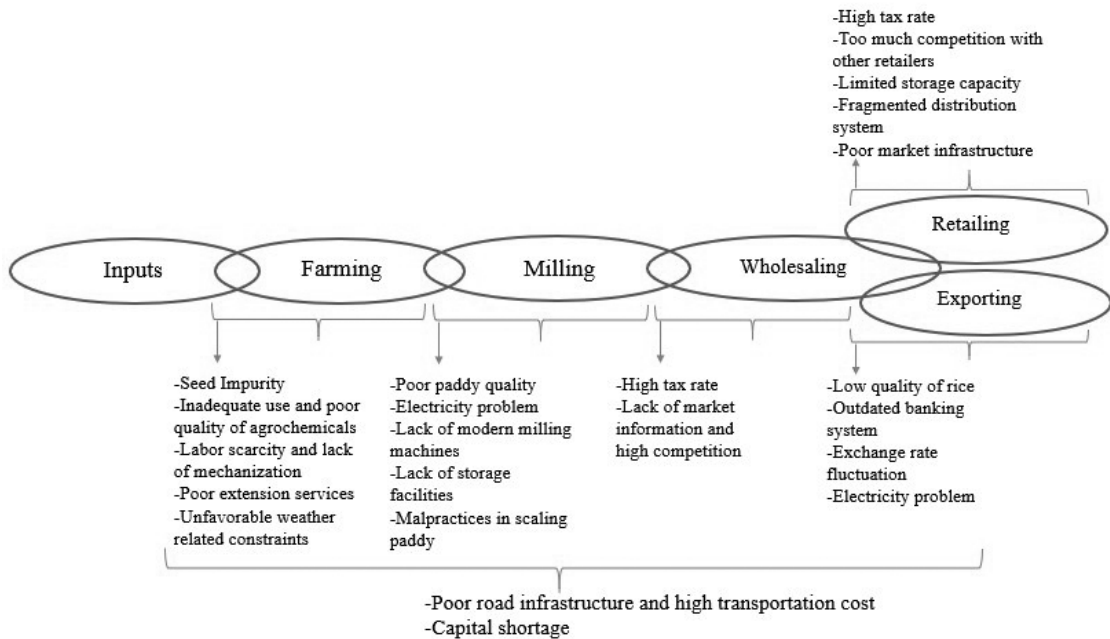 -High tax rate
-Too much competition with
other retailers
-Limited storage capacity
-Fragmented distribution
system
-Poor market infrastructure
Inputs
Farming
Milling
Wholesaling
Retailing
Exporting
-Seed Impurity
-Inadequate use and poor
quality of agrochemicals
-Labor scarcity and lack
of mechanization
-Poor extension services
-Unfavorable weather
related constraints
-Poor paddy quality
-Electricity problem
-Lack of modern milling
machines
-Lack of storage
facilities
-Malpractices in scaling
paddy
-High tax rate
-Lack of market
information and
high competition
-Low quality of rice
-Outdated banking
system
-Exchange rate
fluctuation
-Electricity problem
-Poor road infrastructure and high transportation cost
-Capital shortage